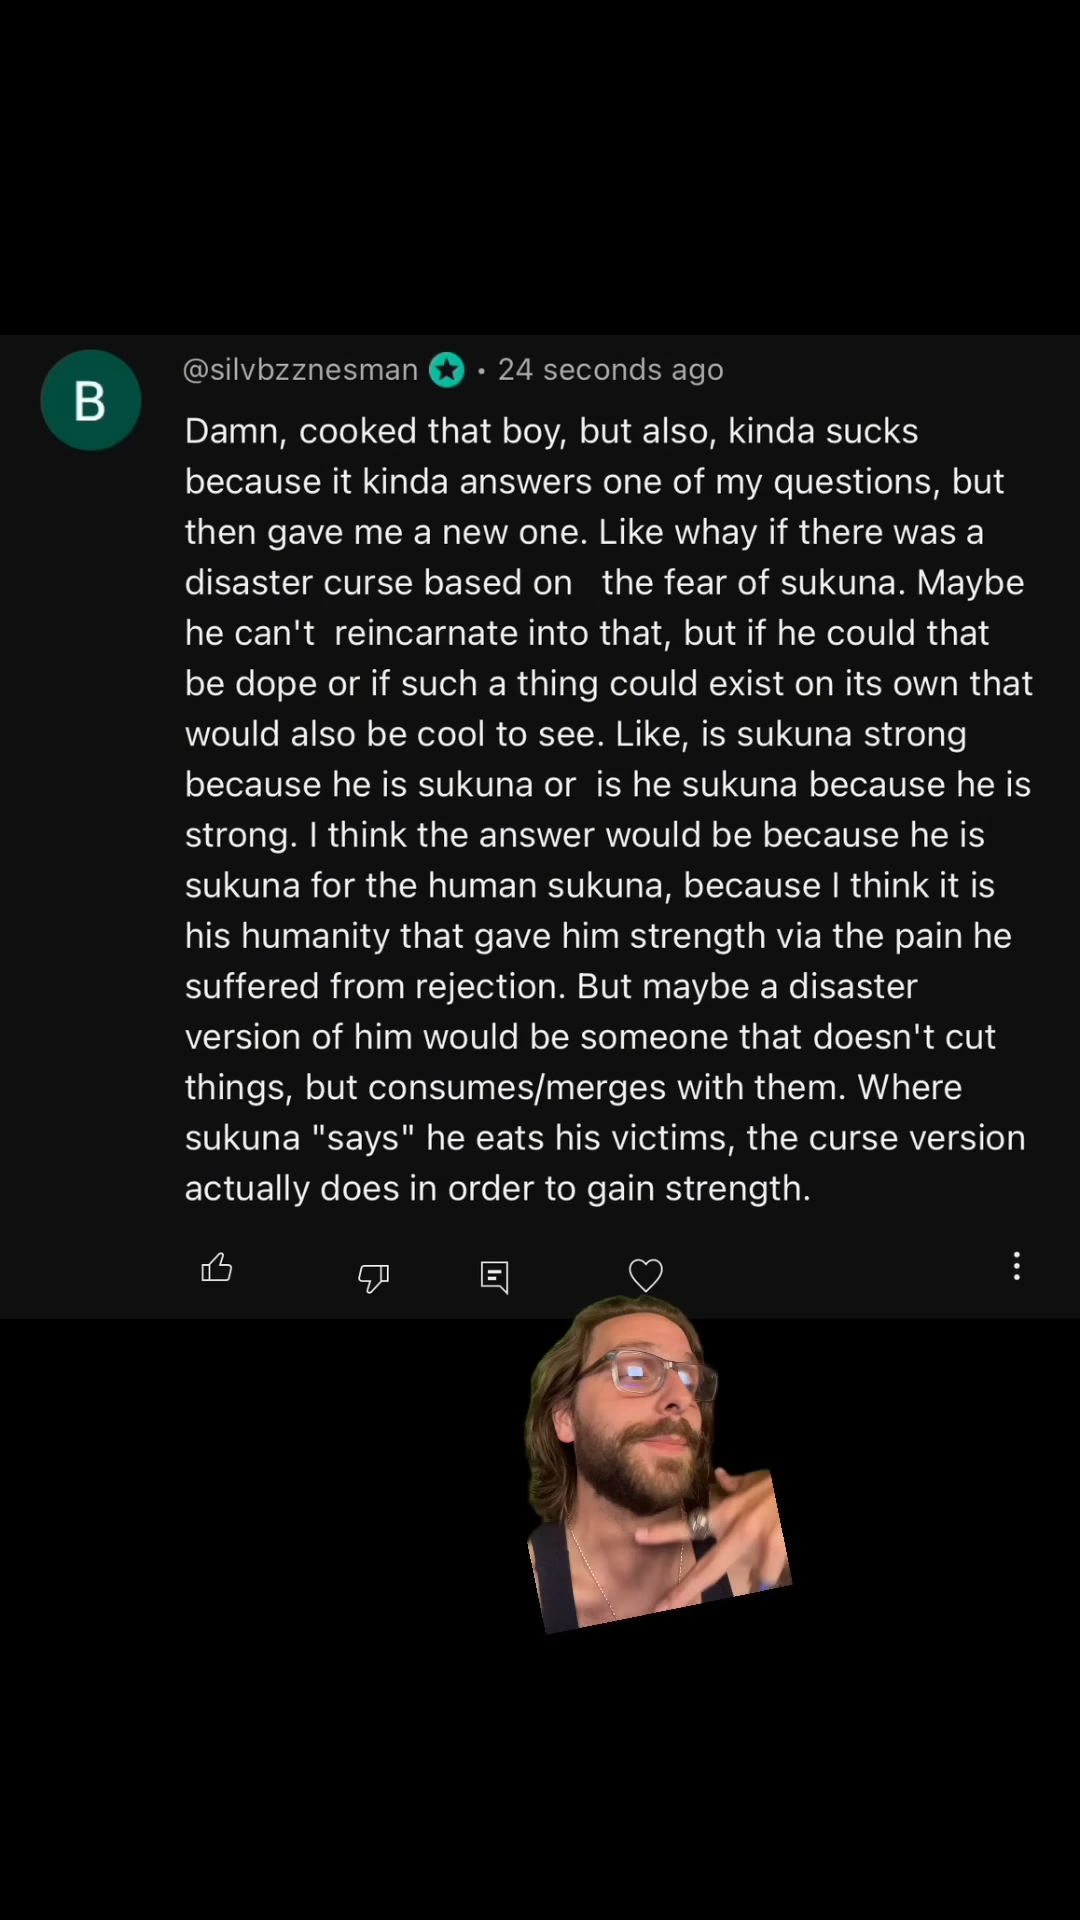 B
@silvbzznesman • 24 seconds ago
Damn, cooked that boy, but also, kinda sucks
because it kinda answers one of my questions, but
then gave me a new one. Like whay if there was a
disaster curse based on   the fear of sukuna. Maybe
he can't  reincarnate into that, but if he could that
be dope or if such a thing could exist on its own that
would also be cool to see. Like, is sukuna strong
because he is sukuna or  is he sukuna because he is
strong. I think the answer would be because he is
sukuna for the human sukuna, because I think it is
his humanity that gave him strength via the pain he
suffered from rejection. But maybe a disaster
version of him would be someone that doesn't cut
things, but consumes/merges with them. Where
sukuna "says" he eats his victims, the curse version
actually does in order to gain strength.